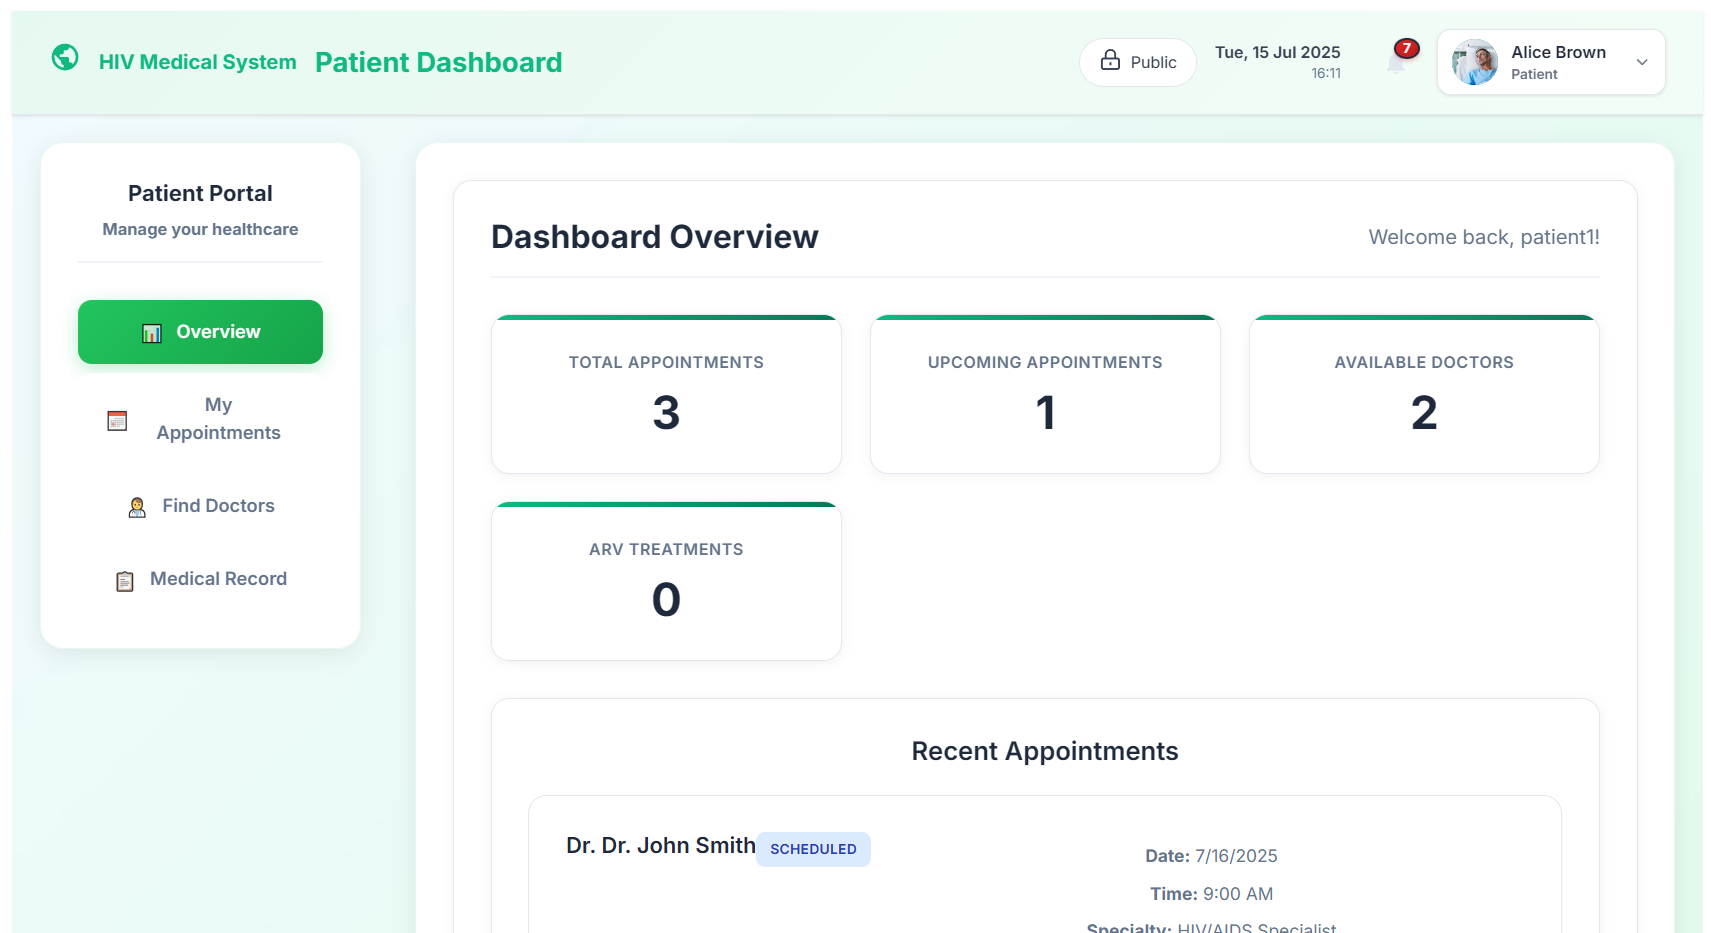 HIV Medical System
Patient Dashboard
Public
Tue, 15 Jul 2025
16:11
7
Alice Brown
Patient
Patient Portal
Manage your healthcare
Overview
My
Appointments
Find Doctors
Medical Record
Dashboard Overview
Welcome back, patient1!
TOTAL APPOINTMENTS
3
UPCOMING APPOINTMENTS
1
AVAILABLE DOCTORS
2
ARV TREATMENTS
0
Recent Appointments
Dr. Dr. John Smith
SCHEDULED
Date: 7/16/2025
Time: 9:00 AM
Specialty: HIV/AIDS Specialist